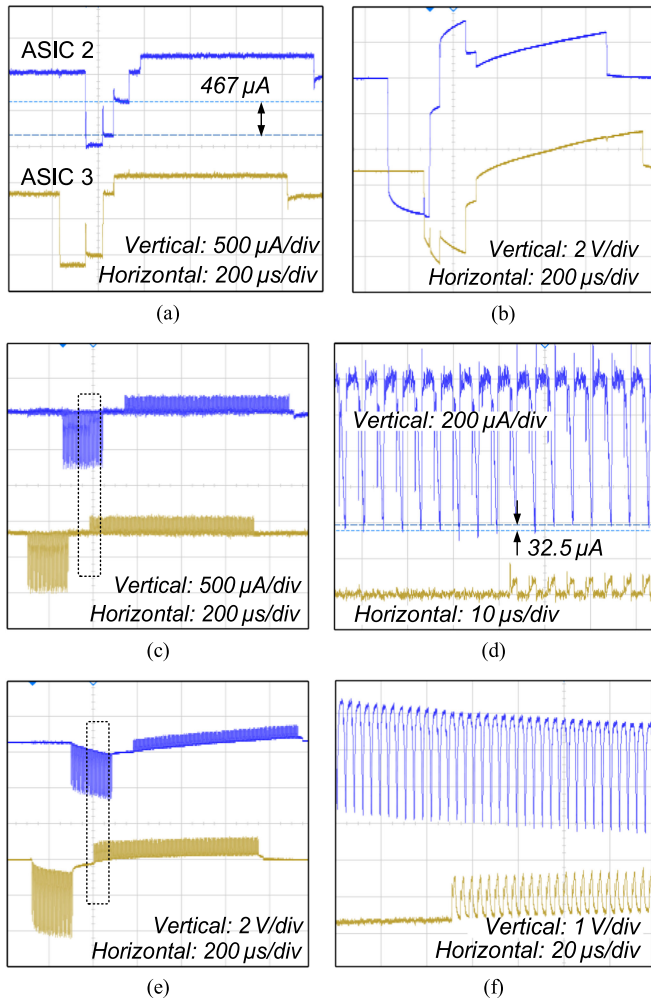 ASIC 2
467 µA
ASIC 3
Vertical: 500 µA/div
Horizontal: 200 µs/div
(a)
Vertical: 2 V/div
Horizontal: 200 µs/div
(b)
Vertical: 500 µA/div
Horizontal: 200 µs/div
(c)
Vertical: 200 µA/div
32.5 µA
Horizontal: 10 µs/div
(d)
Vertical: 2 V/div
Horizontal: 200 µs/div
(e)
Vertical: 1 V/div
Horizontal: 20 µs/div
(f)